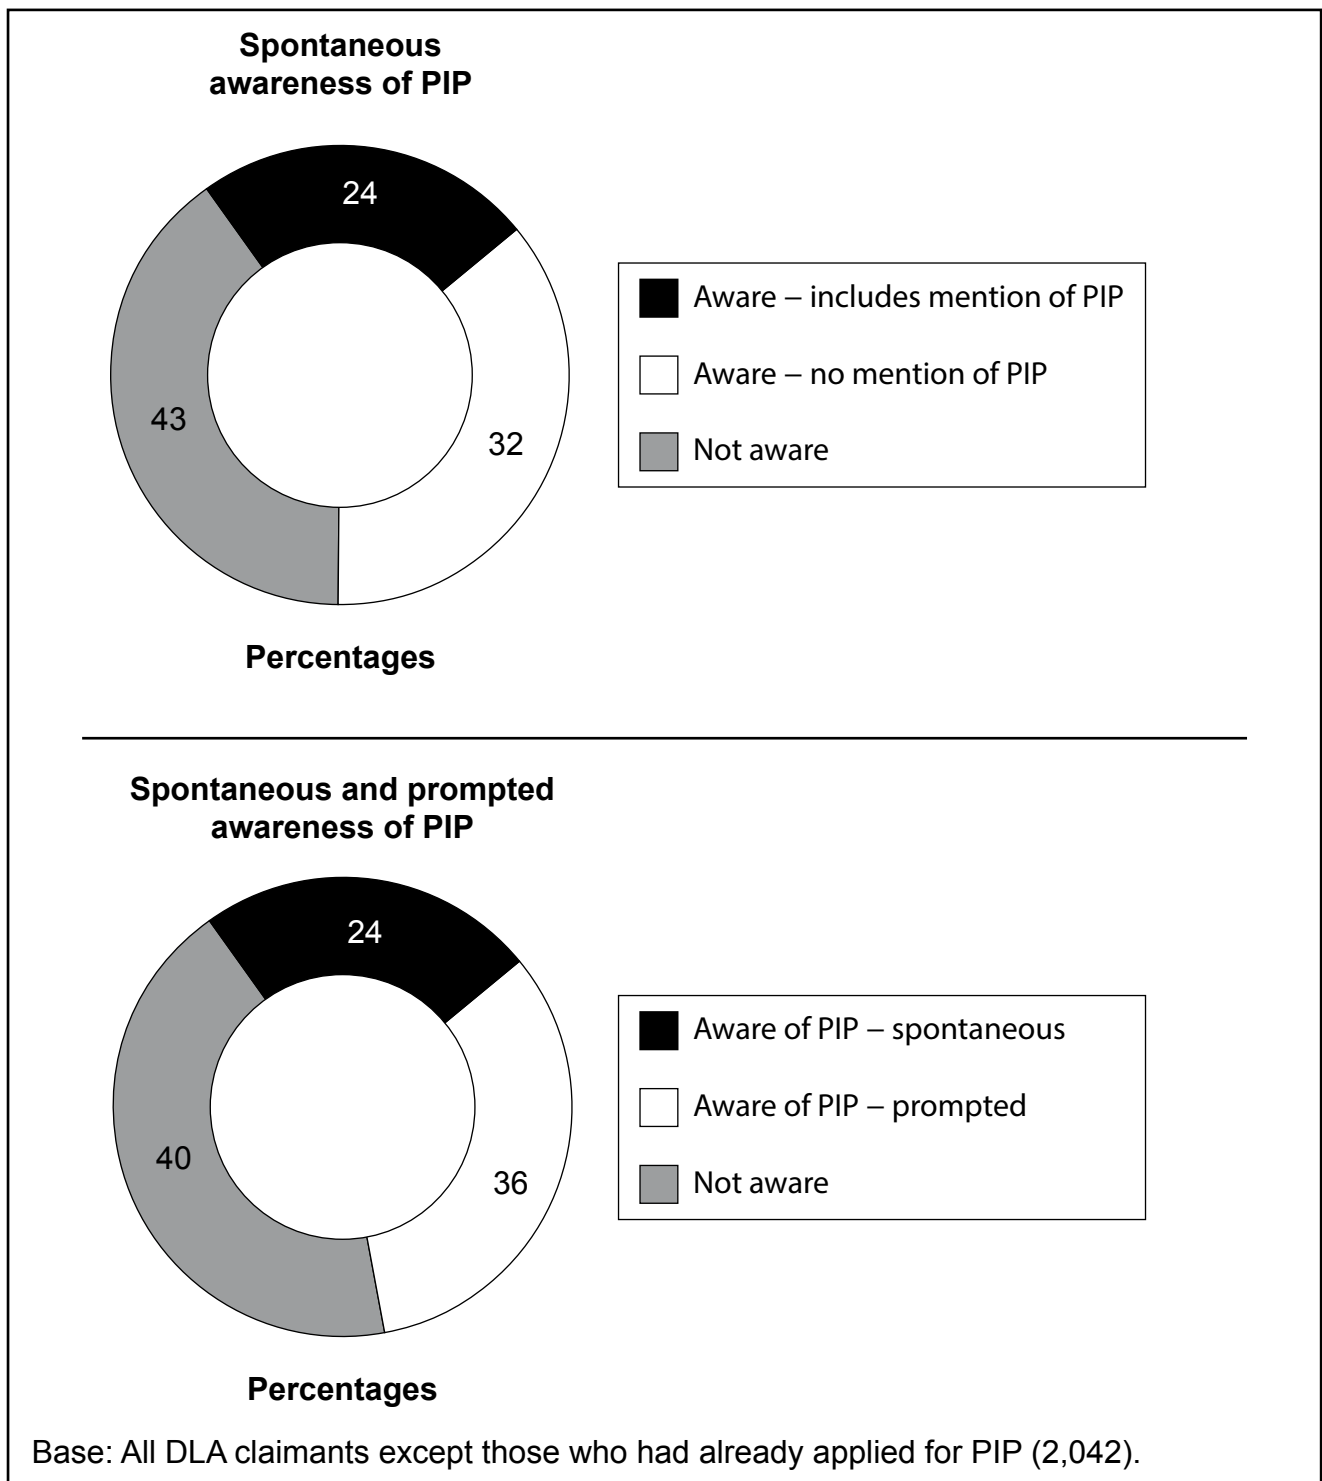 Spontaneous
awareness of PIP
24
43
32
Aware – includes mention of PIP
Aware – no mention of PIP
Not aware
Percentages
Spontaneous and prompted
awareness of PIP
24
40
36
Aware of PIP – spontaneous
Aware of PIP – prompted
Not aware
Percentages
Base: All DLA claimants except those who had already applied for PIP (2,042).